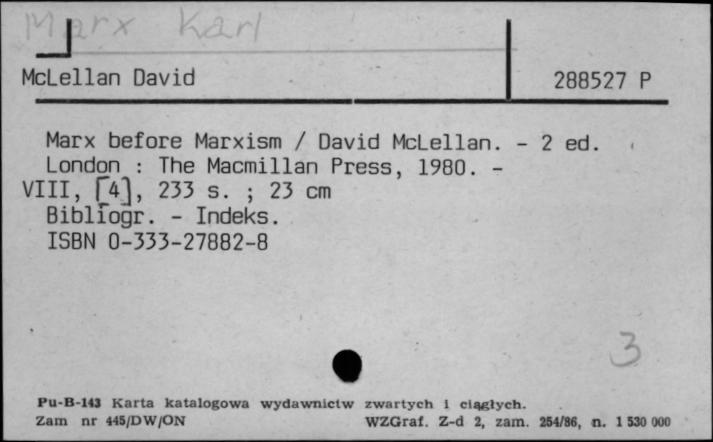 Marx Karl
McLellan David 288527 P
Marx before Marxism / David McLellan. - 2 ed.
London : The Macmillan Press, 1980. -
VIII, [4], 233 s. ; 23 cm
Bibliogr. - Indeks.
ISBN 0-333-27882-8
3
Pu-B-143 Karta katalogowa wydawnictw zwartych i ciągłych.
Zam nr 445/DW/ON WZGraf. Z-d 2, zam. 254/86, n. 1 530 000